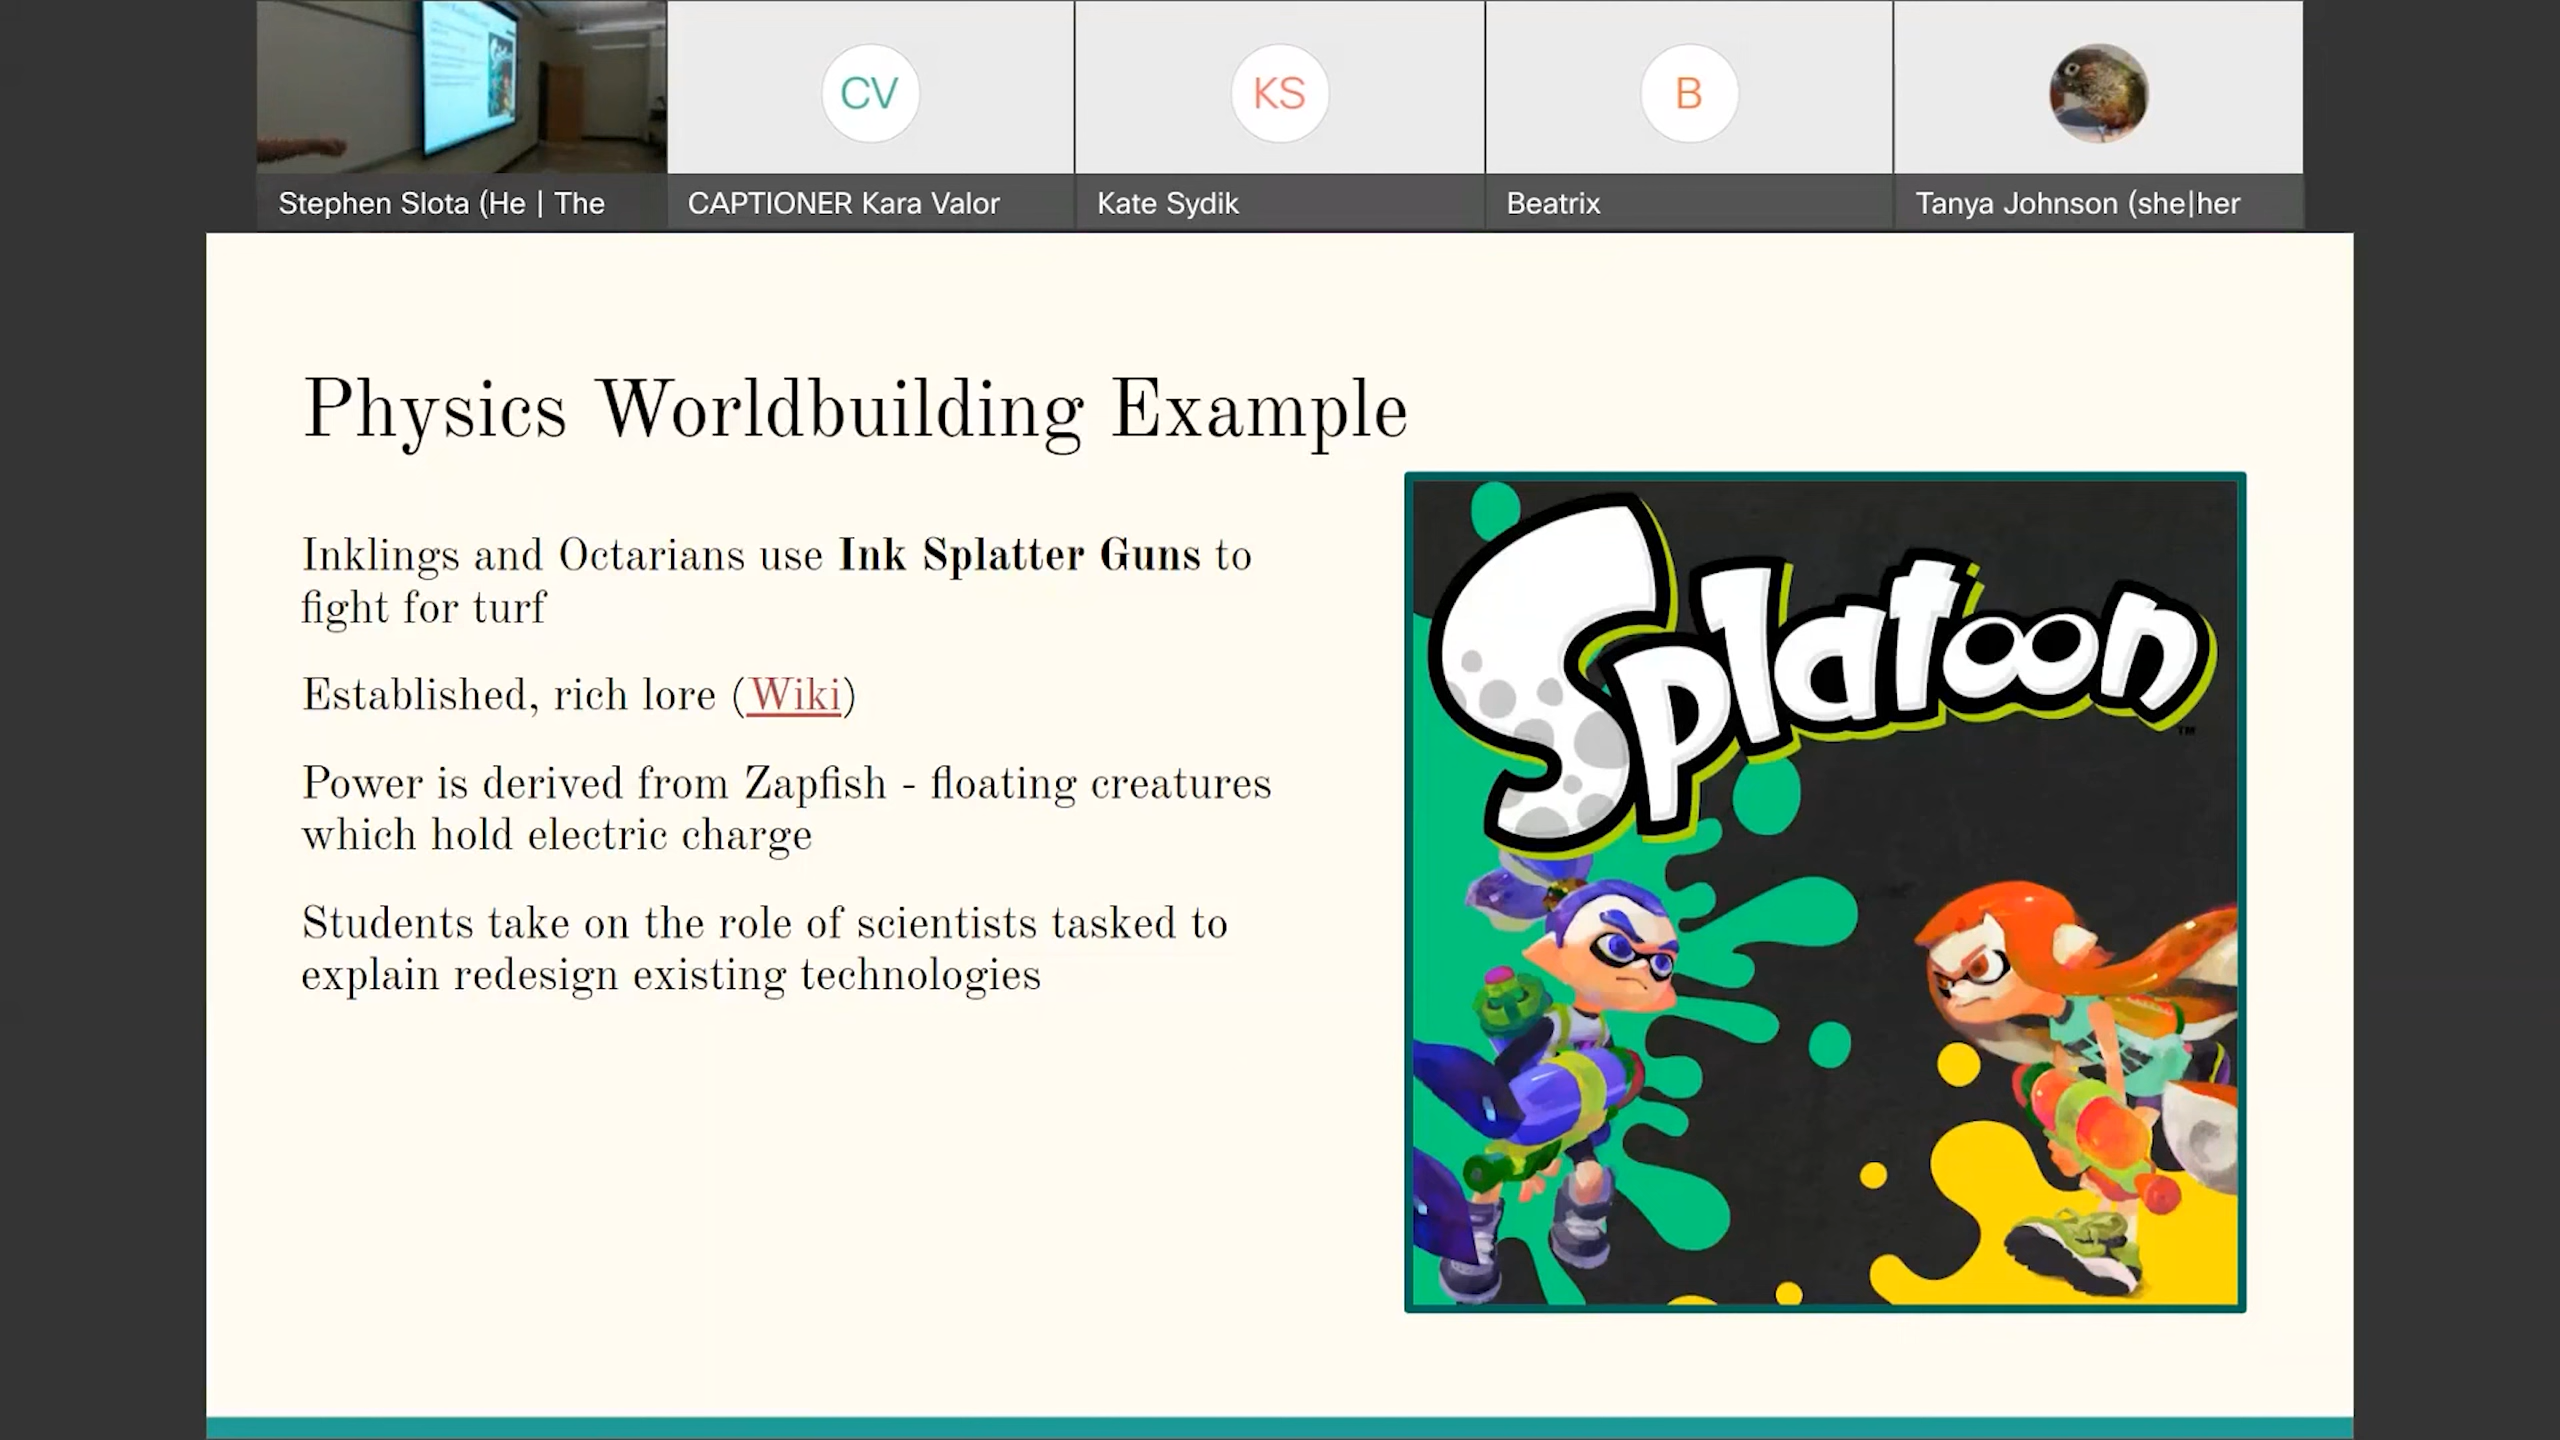 CV
KS
B
Stephen Slota (He | The
CAPTIONER Kara Valor
Kate Sydik
Beatrix
Tanya Johnson (she|her
Physics Worldbuilding Example
Inklings and Octarians use Ink Splatter Guns to
fight for turf
Established, rich lore (Wiki)
Power is derived from Zapfish - floating creatures
which hold electric charge
Students take on the role of scientists tasked to
explain redesign existing technologies
Splatoon
TM